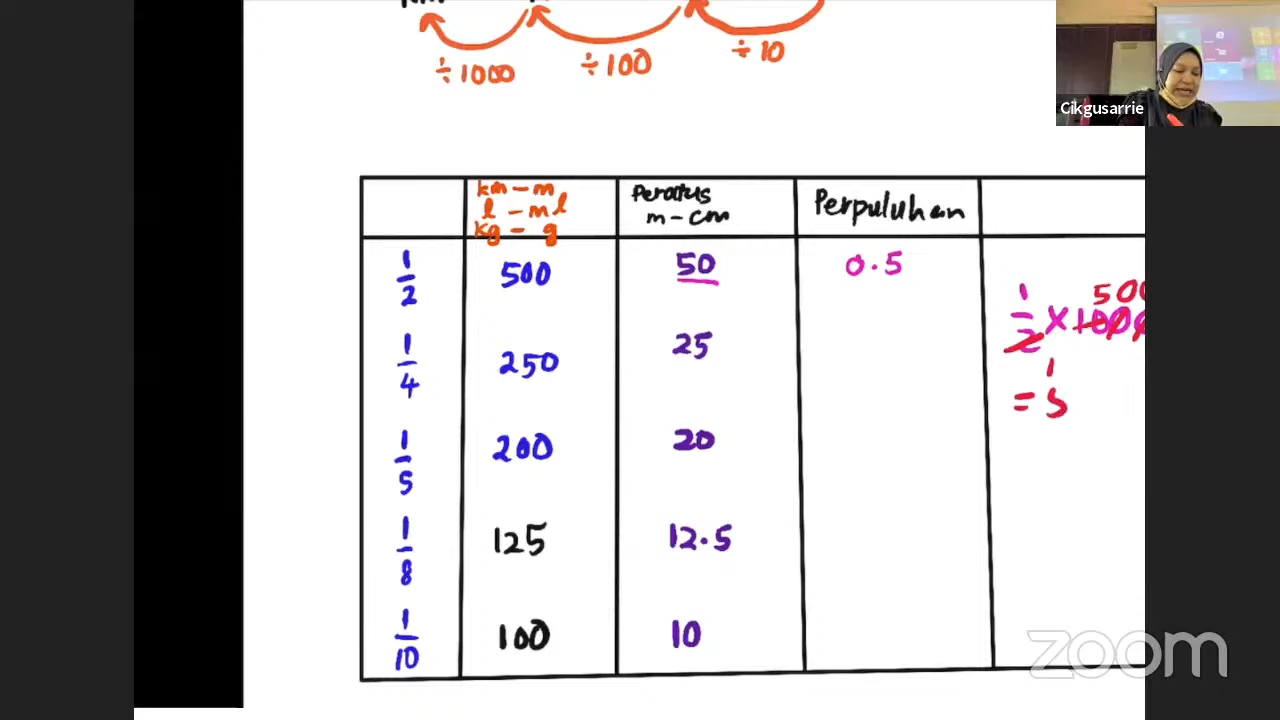 km
÷1000
÷100
÷10
Cikgusarrie
km - m
l - ml
kg - g
Peratus
m - cm
Perpuluhan
1/2
500
50
0.5
1/4
250
25
1/5
200
20
1/8
125
12.5
1/10
100
10
500
1/2 × 1000
1
= 5
zoom